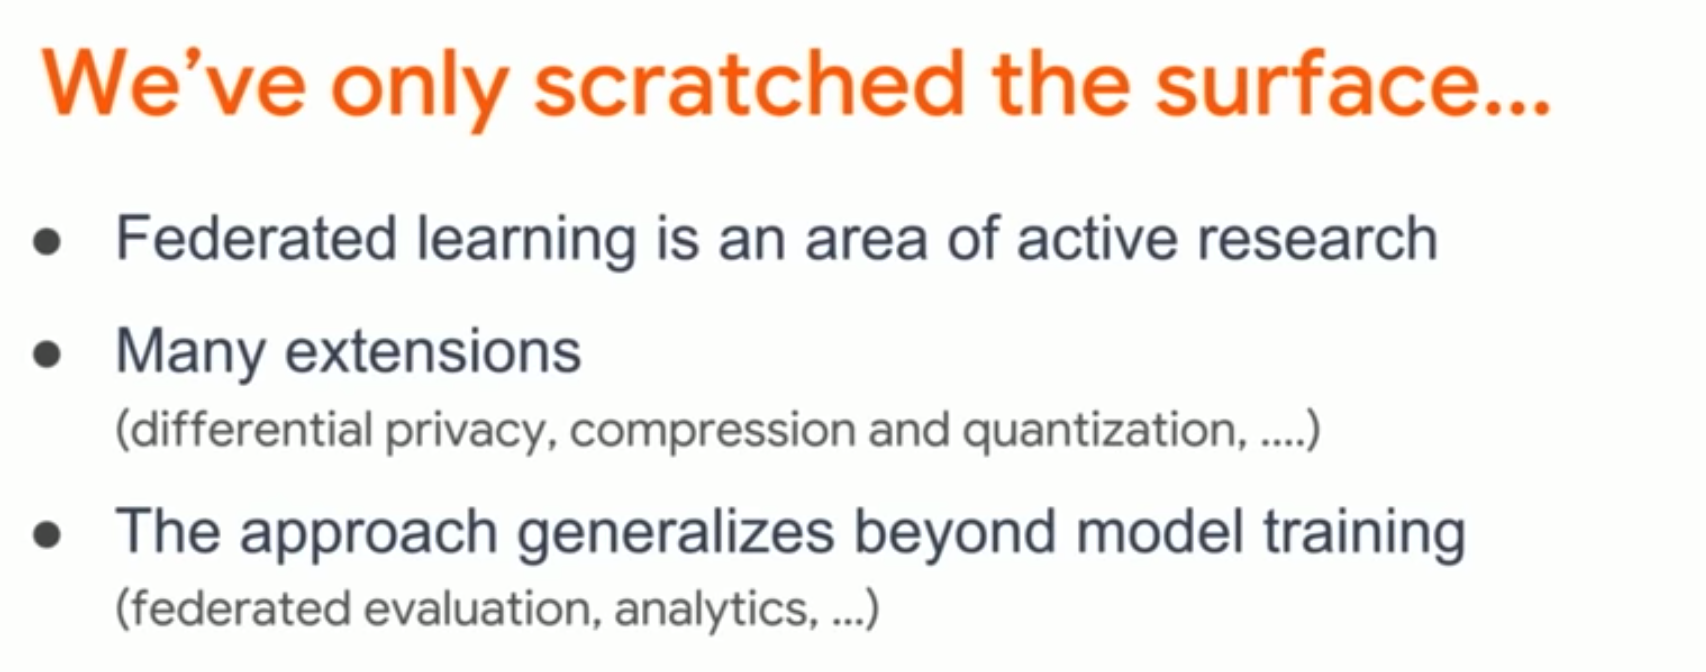 We’ve only scratched the surface...
● Federated learning is an area of active research
● Many extensions
(differential privacy, compression and quantization, ....)
● The approach generalizes beyond model training
(federated evaluation, analytics, ...)